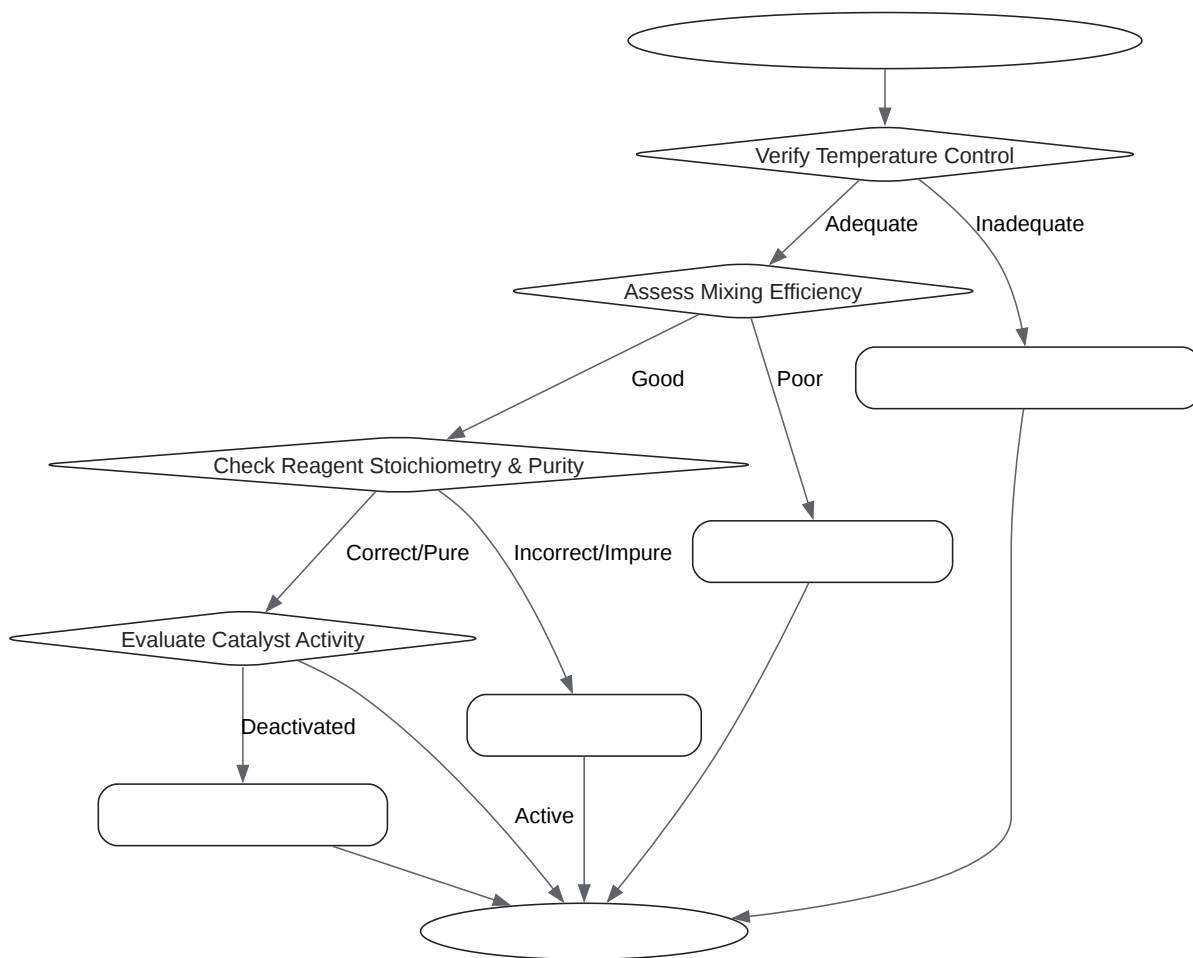 Verify Temperature Control
Adequate
Inadequate
Assess Mixing Efficiency
Good
Poor
Check Reagent Stoichiometry & Purity
Correct/Pure
Incorrect/Impure
Evaluate Catalyst Activity
Deactivated
Active